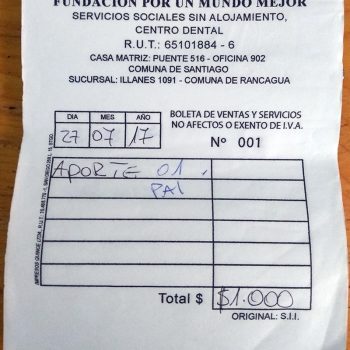 FUNDACIÓN POR UN MUNDO MEJOR
SERVICIOS SOCIALES SIN ALOJAMIENTO,
CENTRO DENTAL
R.U.T.: 65101884 - 6
CASA MATRIZ: PUENTE 516 - OFICINA 902
COMUNA DE SANTIAGO
SUCURSAL: ILLANES 1091 - COMUNA DE RANCAGUA
DIA MES AÑO
27 07 17
BOLETA DE VENTAS Y SERVICIOS
NO AFECTOS O EXENTO DE I.V.A.
Nº 001
APORTE 01.
PAI
Total $ $1.000
ORIGINAL: S.I.I.